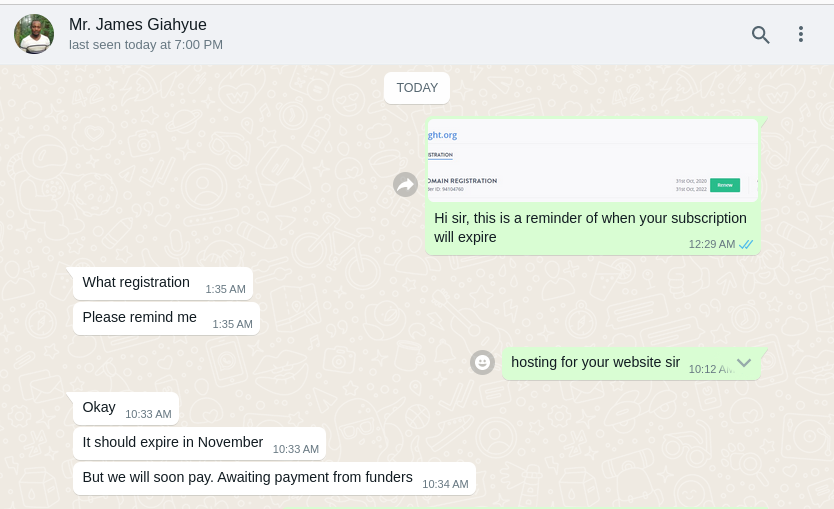 Mr. James Giahyue
last seen today at 7:00 PM
TODAY
ght.org
ISTRATION
OMAIN REGISTRATION
der ID: 94104760
31st Oct, 2020
31st Oct, 2022
Renew
Hi sir, this is a reminder of when your subscription
will expire
12:29 AM
What registration 1:35 AM
Please remind me 1:35 AM
hosting for your website sir 10:12 AM
Okay 10:33 AM
It should expire in November 10:33 AM
But we will soon pay. Awaiting payment from funders 10:34 AM